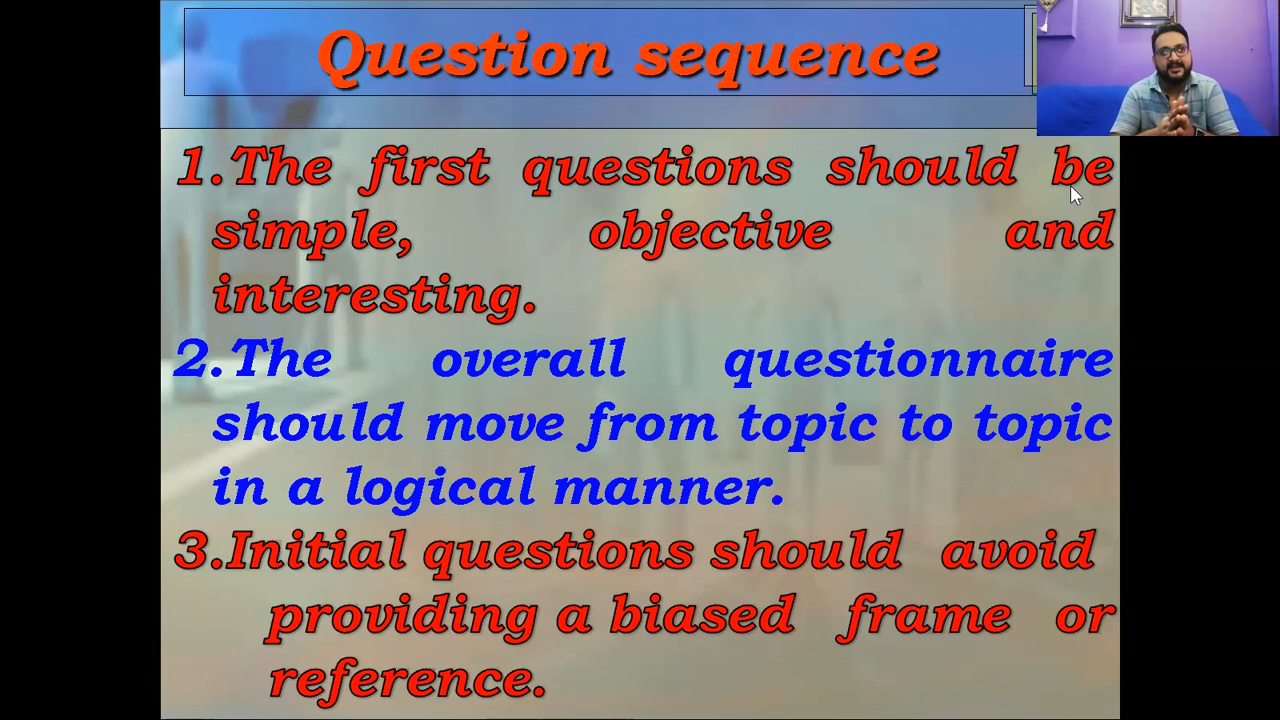 Question sequence
1.The first questions should be
simple, objective and
interesting.
2.The overall questionnaire
should move from topic to topic
in a logical manner.
3.Initial questions should avoid
providing a biased frame or
reference.